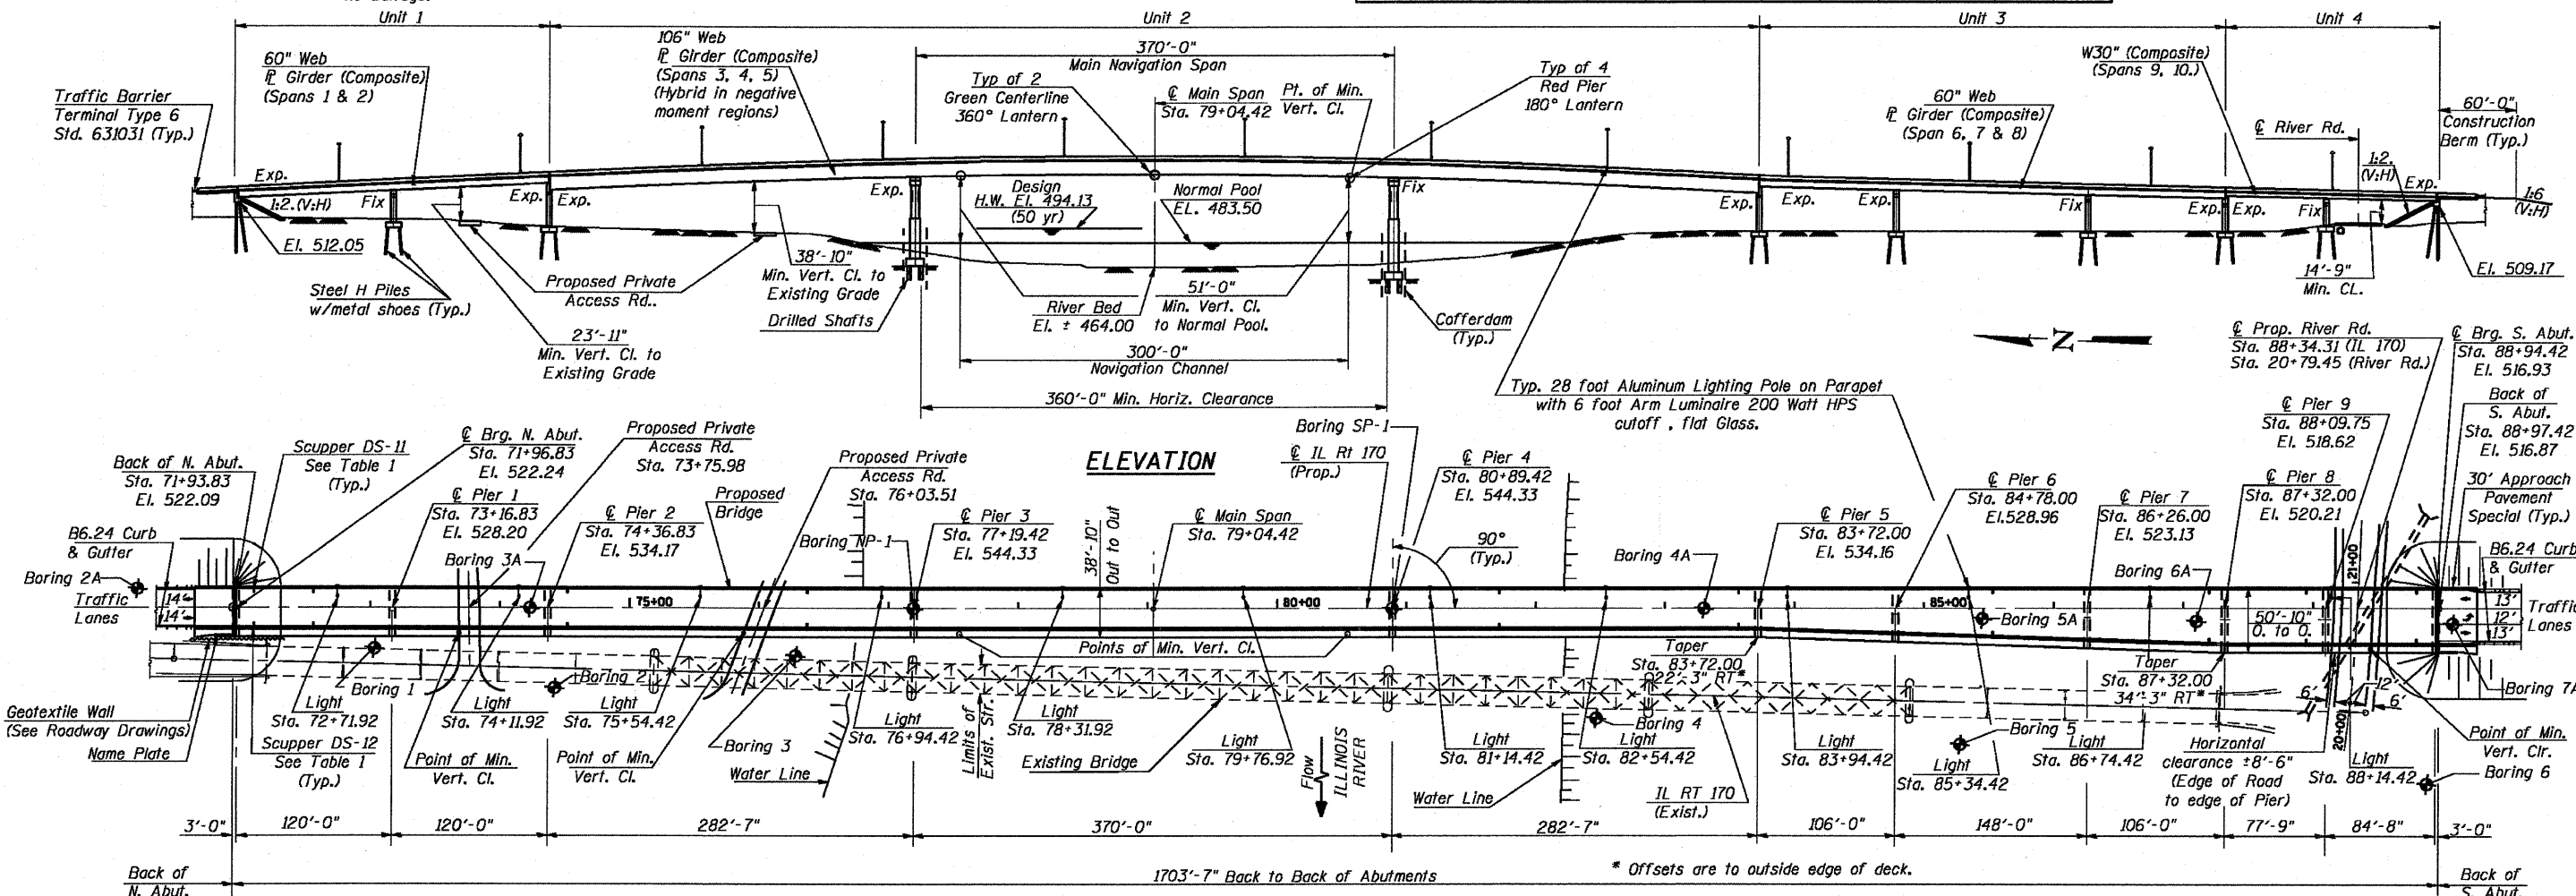 Unit 1
Unit 2
Unit 3
Unit 4
60" Web
℄ Girder (Composite)
(Spans 1 & 2)
106" Web
℄ Girder (Composite)
(Spans 3, 4, 5)
(Hybrid in negative
moment regions)
370'-0"
Main Navigation Span
Typ of 2
Green Centerline
360° Lantern
℄ Main Span
Sta. 79+04.42
Pt. of Min.
Vert. Cl.
Typ of 4
Red Pier
180° Lantern
60" Web
℄ Girder (Composite)
(Span 6, 7 & 8)
W30" (Composite)
(Spans 9, 10.)
℄ River Rd.
60'-0"
Construction
Berm (Typ.)
Traffic Barrier
Terminal Type 6
Std. 631031 (Typ.)
Exp.
1:2. (V:H)
Fix
Exp.
Exp.
Exp.
Design
H.W. El. 494.13
(50 yr)
Normal Pool
EL. 483.50
Fix
Exp.
Exp.
Exp.
Fix
Exp.
Exp.
Fix
1:2.
(V:H)
Exp.
1:6
(V:H)
El. 512.05
Steel H Piles
w/metal shoes (Typ.)
Proposed Private
Access Rd..
23'-11"
Min. Vert. Cl. to
Existing Grade
38'-10"
Min. Vert. Cl. to
Existing Grade
Drilled Shafts
River Bed
El. ± 464.00
51'-0"
Min. Vert. Cl.
to Normal Pool.
Cofferdam
(Typ.)
300'-0"
Navigation Channel
360'-0" Min. Horiz. Clearance
14'-9"
Min. CL.
El. 509.17
Z
Typ. 28 foot Aluminum Lighting Pole on Parapet
with 6 foot Arm Luminaire 200 Watt HPS
cutoff , flat Glass.
℄ Prop. River Rd.
Sta. 88+34.31 (IL 170)
Sta. 20+79.45 (River Rd.)
℄ Brg. S. Abut.
Sta. 88+94.42
El. 516.93
Back of
S. Abut.
Sta. 88+97.42
El. 516.87
30' Approach
Pavement
Special (Typ.)
B6.24 Curb
& Gutter
ELEVATION
Back of N. Abut.
Sta. 71+93.83
El. 522.09
B6.24 Curb
& Gutter
Scupper DS-11
See Table 1
(Typ.)
℄ Brg. N. Abut.
Sta. 71+96.83
El. 522.24
℄ Pier 1
Sta. 73+16.83
El. 528.20
Proposed Private
Access Rd.
Sta. 73+75.98
Boring 3A
℄ Pier 2
Sta. 74+36.83
El. 534.17
Proposed
Bridge
Proposed Private
Access Rd.
Sta. 76+03.51
Boring NP-1
℄ Pier 3
Sta. 77+19.42
El. 544.33
38'-10"
Out to Out
℄ Main Span
Sta. 79+04.42
℄ IL Rt 170
(Prop.)
Boring SP-1
℄ Pier 4
Sta. 80+89.42
El. 544.33
90°
(Typ.)
Boring 4A
℄ Pier 5
Sta. 83+72.00
El. 534.16
℄ Pier 6
Sta. 84+78.00
El.528.96
℄ Pier 7
Sta. 86+26.00
El. 523.13
Boring 6A
℄ Pier 8
Sta. 87+32.00
El. 520.21
℄ Pier 9
Sta. 88+09.75
El. 518.62
21+00
Boring 2A
Traffic
Lanes
14'
14'
75+00
80+00
85+00
Boring 5A
50'-10"
O. to O.
13'
12'
13'
Traffic
Lanes
Points of Min. Vert. Cl.
Taper
Sta. 83+72.00
22'-3" RT*
Taper
Sta. 87+32.00
34'-3" RT*
6'
12'
6'
20+00
Boring 7A
Geotextile Wall
(See Roadway Drawings)
Name Plate
Scupper DS-12
See Table 1
(Typ.)
Boring 1
Light
Sta. 72+71.92
Point of Min.
Vert. Cl.
Light
Sta. 74+11.92
Boring 2
Light
Sta. 75+54.42
Point of Min.
Vert. Cl.
Boring 3
Water Line
Light
Sta. 76+94.42
Limits of
Exist. Str.
Light
Sta. 78+31.92
Existing Bridge
Light
Sta. 79+76.92
Flow
ILLINOIS
RIVER
Light
Sta. 81+14.42
Water Line
Boring 4
Light
Sta. 82+54.42
IL RT 170
(Exist.)
Light
Sta. 83+94.42
Boring 5
Light
Sta. 85+34.42
Light
Sta. 86+74.42
Horizontal
clearance ±8'-6"
(Edge of Road
to edge of Pier)
Light
Sta. 88+14.42
Point of Min.
Vert. Clr.
Boring 6
3'-0"
120'-0"
120'-0"
282'-7"
370'-0"
282'-7"
106'-0"
148'-0"
106'-0"
77'-9"
84'-8"
3'-0"
Back of
N. Abut.
1703'-7" Back to Back of Abutments
* Offsets are to outside edge of deck.
Back of
S. Abut.